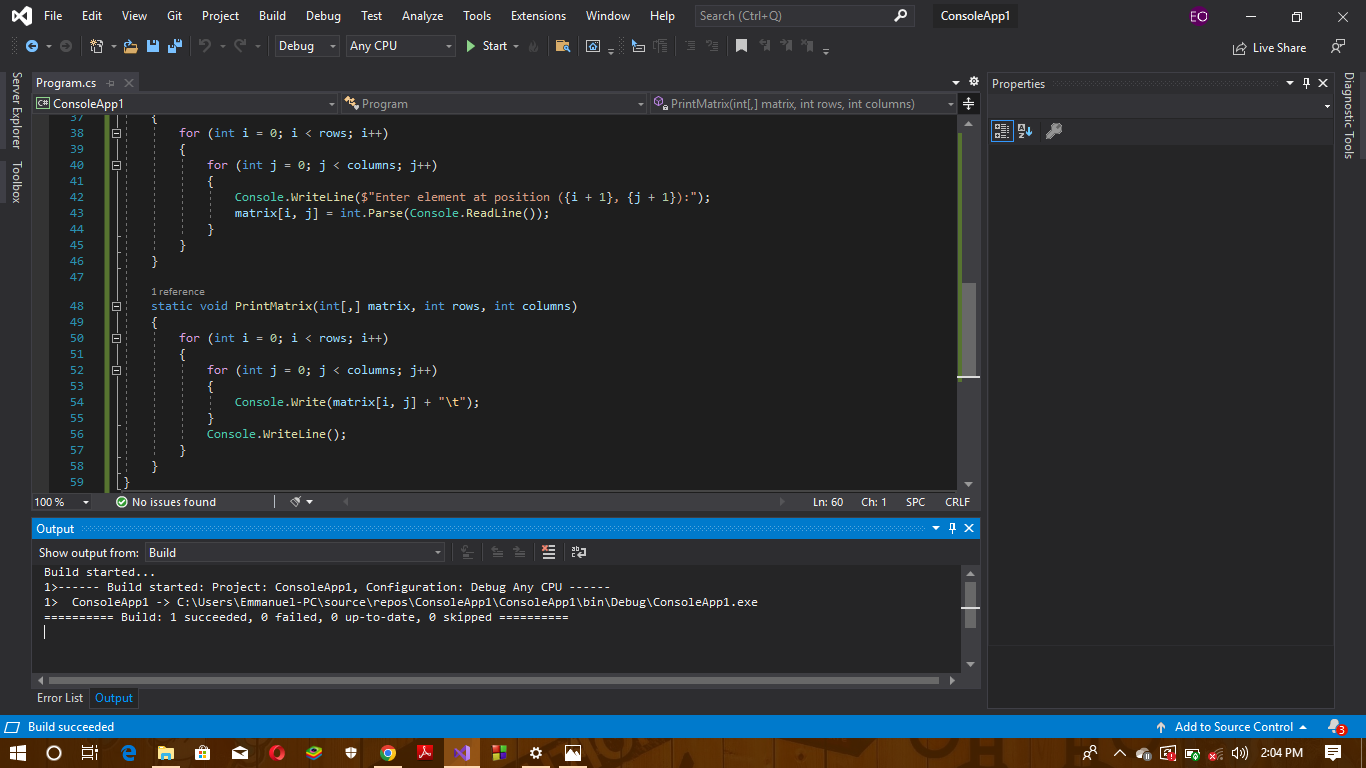 File Edit View Git Project Build Debug Test Analyze Tools Extensions Window Help Search (Ctrl+Q) ConsoleApp1 EO
Debug Any CPU Start Live Share
Server Explorer
Toolbox
Program.cs
C# ConsoleApp1 Program PrintMatrix(int[,] matrix, int rows, int columns)
37 {
38 for (int i = 0; i < rows; i++)
39 {
40 for (int j = 0; j < columns; j++)
41 {
42 Console.WriteLine($"Enter element at position ({i + 1}, {j + 1}):");
43 matrix[i, j] = int.Parse(Console.ReadLine());
44 }
45 }
46 }
47
1 reference
48 static void PrintMatrix(int[,] matrix, int rows, int columns)
49 {
50 for (int i = 0; i < rows; i++)
51 {
52 for (int j = 0; j < columns; j++)
53 {
54 Console.Write(matrix[i, j] + "\t");
55 }
56 Console.WriteLine();
57 }
58 }
59 }
100 % No issues found Ln: 60 Ch: 1 SPC CRLF
Output
Show output from: Build
Build started...
1>------ Build started: Project: ConsoleApp1, Configuration: Debug Any CPU ------
1>  ConsoleApp1 -> C:\Users\Emmanuel-PC\source\repos\ConsoleApp1\ConsoleApp1\bin\Debug\ConsoleApp1.exe
========== Build: 1 succeeded, 0 failed, 0 up-to-date, 0 skipped ==========
Error List Output
Properties
Diagnostic Tools
Build succeeded Add to Source Control 3
2:04 PM